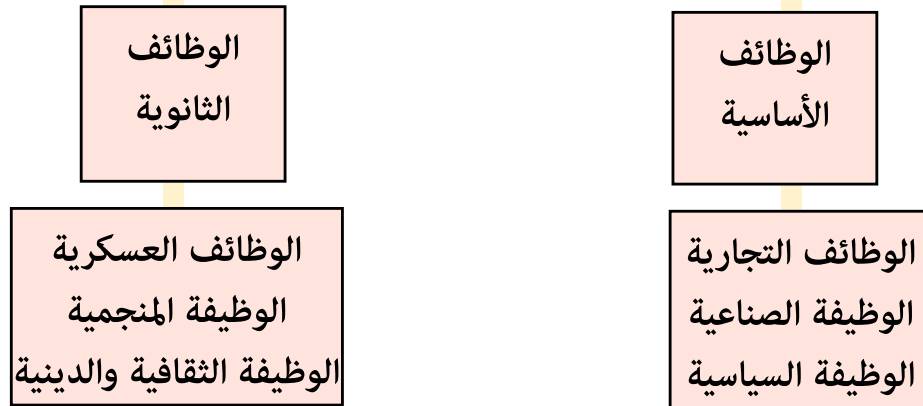 الوظائف
الأساسية
الوظائف التجارية
الوظيفة الصناعية
الوظيفة السياسية
الوظائف
الثانوية
الوظائف العسكرية
الوظيفة المنجمية
الوظيفة الثقافية والدينية